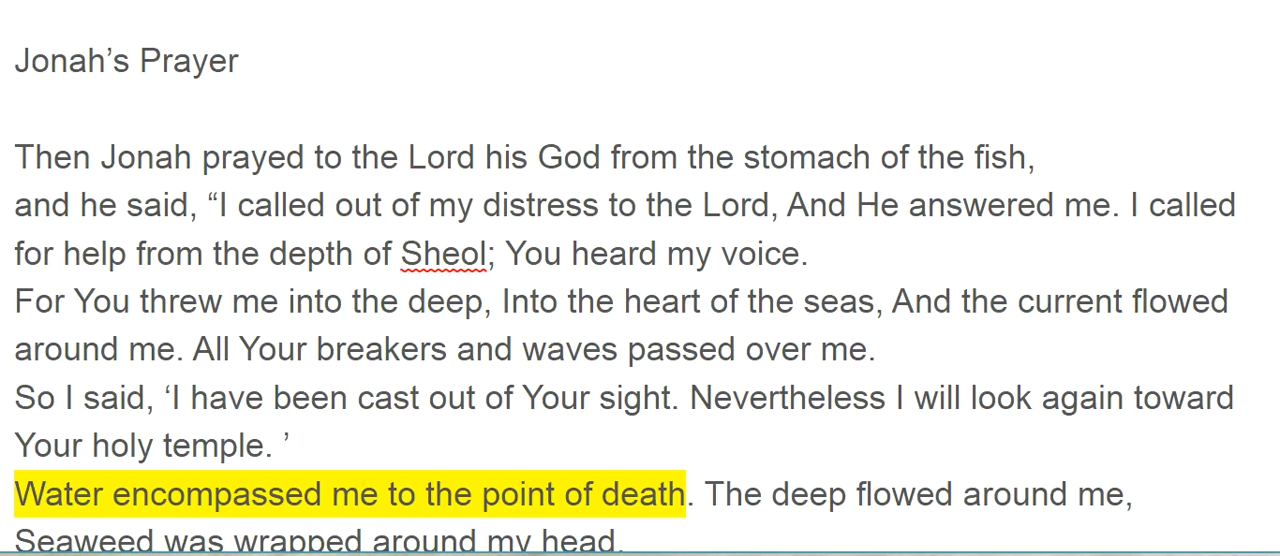 Jonah’s Prayer
Then Jonah prayed to the Lord his God from the stomach of the fish,
and he said, “I called out of my distress to the Lord, And He answered me. I called
for help from the depth of Sheol; You heard my voice.
For You threw me into the deep, Into the heart of the seas, And the current flowed
around me. All Your breakers and waves passed over me.
So I said, ‘I have been cast out of Your sight. Nevertheless I will look again toward
Your holy temple. ’
Water encompassed me to the point of death. The deep flowed around me,
Seaweed was wrapped around my head.